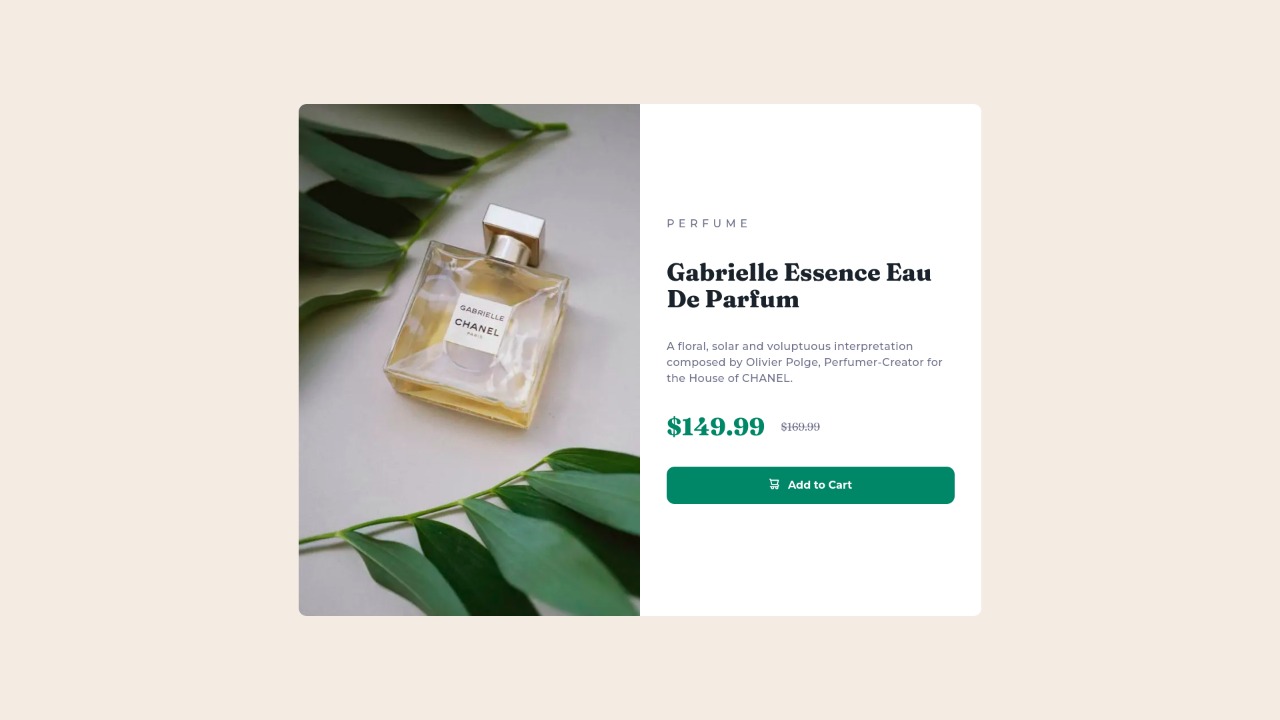 GABRIELLE
CHANEL
PARIS
PERFUME
Gabrielle Essence Eau
De Parfum
A floral, solar and voluptuous interpretation
composed by Olivier Polge, Perfumer-Creator for
the House of CHANEL.
$149.99 $169.99
Add to Cart